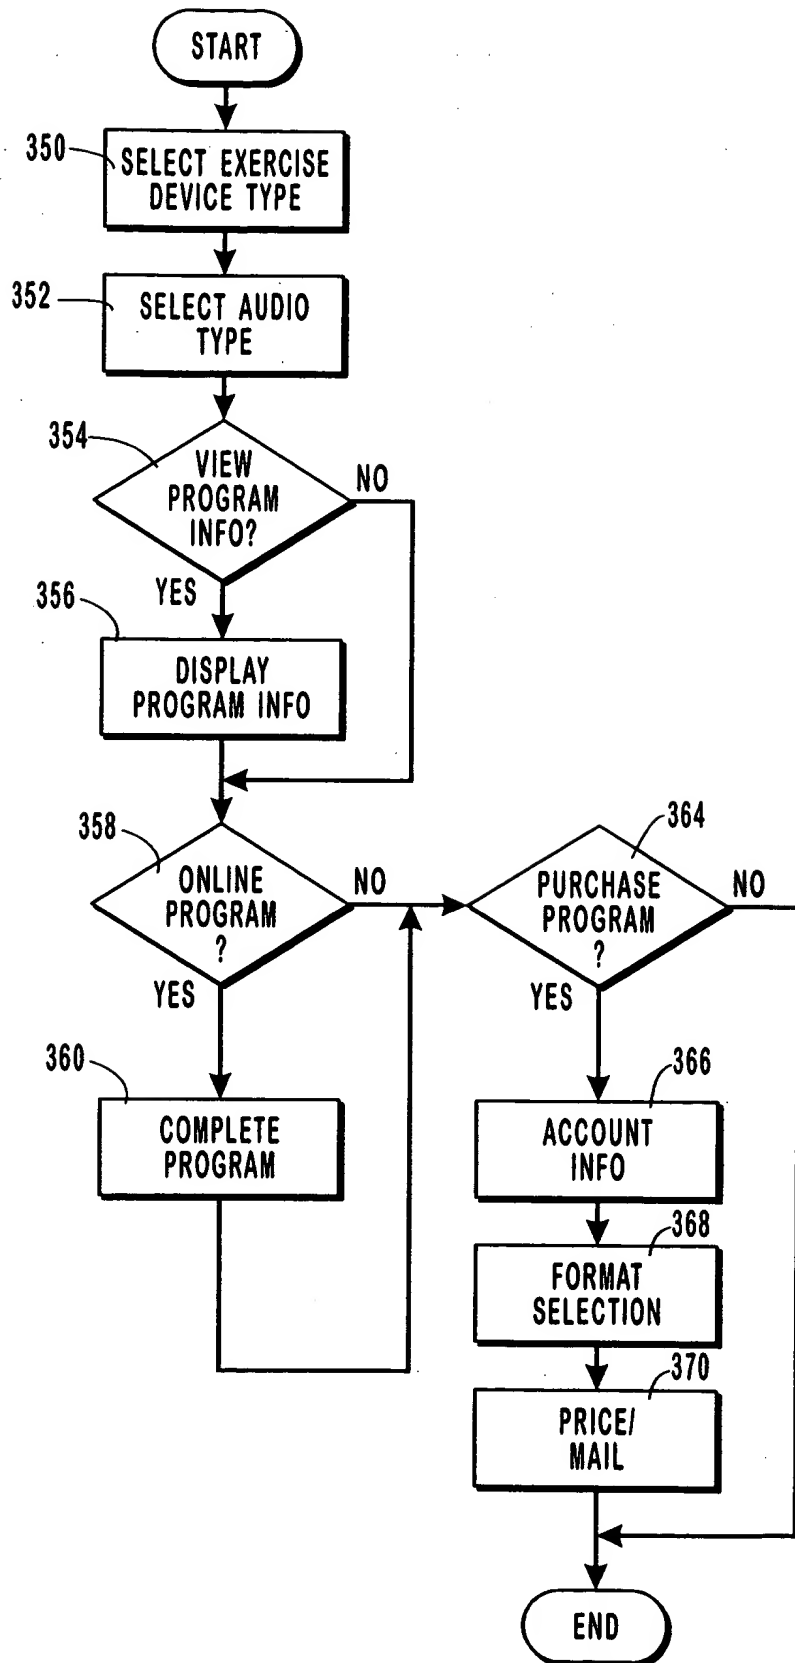 START
350
SELECT EXERCISE
DEVICE TYPE
352
SELECT AUDIO
TYPE
354
VIEW
PROGRAM
INFO?
NO
YES
356
DISPLAY
PROGRAM INFO
358
ONLINE
PROGRAM
?
NO
YES
360
COMPLETE
PROGRAM
364
PURCHASE
PROGRAM
?
NO
YES
366
ACCOUNT
INFO
368
FORMAT
SELECTION
370
PRICE/
MAIL
END